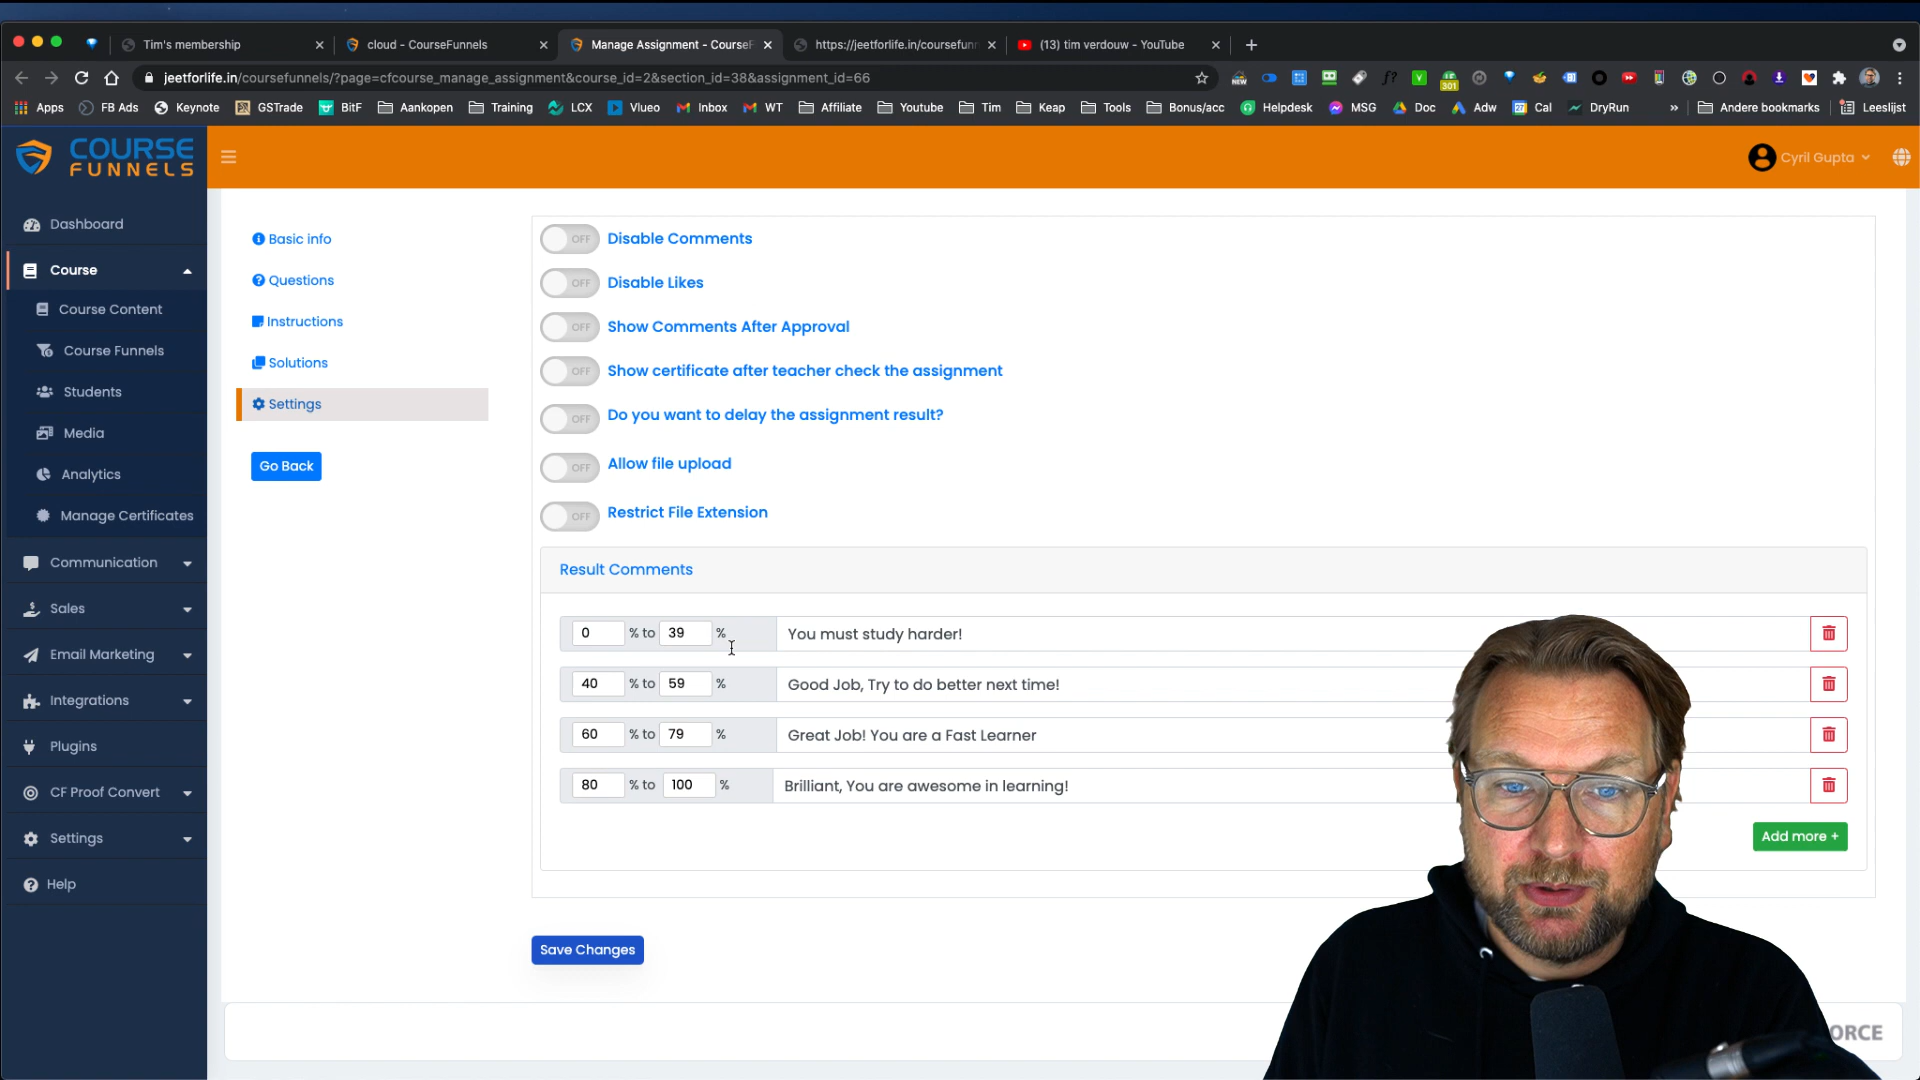 Tim's membership
cloud - CourseFunnels
Manage Assignment - CourseF
https://jeetforlife.in/coursefunn
(13) tim verdouw - YouTube
jeetforlife.in/coursefunnels/?page=cfcourse_manage_assignment&course_id=2&section_id=38&assignment_id=66
NEW
301
Apps
FB Ads
Keynote
GSTrade
BitF
Aankopen
Training
LCX
Vlueo
Inbox
WT
Affiliate
Youtube
Tim
Keap
Tools
Bonus/acc
Helpdesk
MSG
Doc
Adw
Cal
DryRun
»
Andere bookmarks
Leeslijst
COURSE
FUNNELS
Cyril Gupta
Dashboard
Course
Course Content
Course Funnels
Students
Media
Analytics
Manage Certificates
Communication
Sales
Email Marketing
Integrations
Plugins
CF Proof Convert
Settings
Help
Basic info
Questions
Instructions
Solutions
Settings
Go Back
OFF Disable Comments
OFF Disable Likes
OFF Show Comments After Approval
OFF Show certificate after teacher check the assignment
OFF Do you want to delay the assignment result?
OFF Allow file upload
OFF Restrict File Extension
Result Comments
0 % to 39 % You must study harder!
40 % to 59 % Good Job, Try to do better next time!
60 % to 79 % Great Job! You are a Fast Learner
80 % to 100 % Brilliant, You are awesome in learning!
Add more +
Save Changes
ORCE